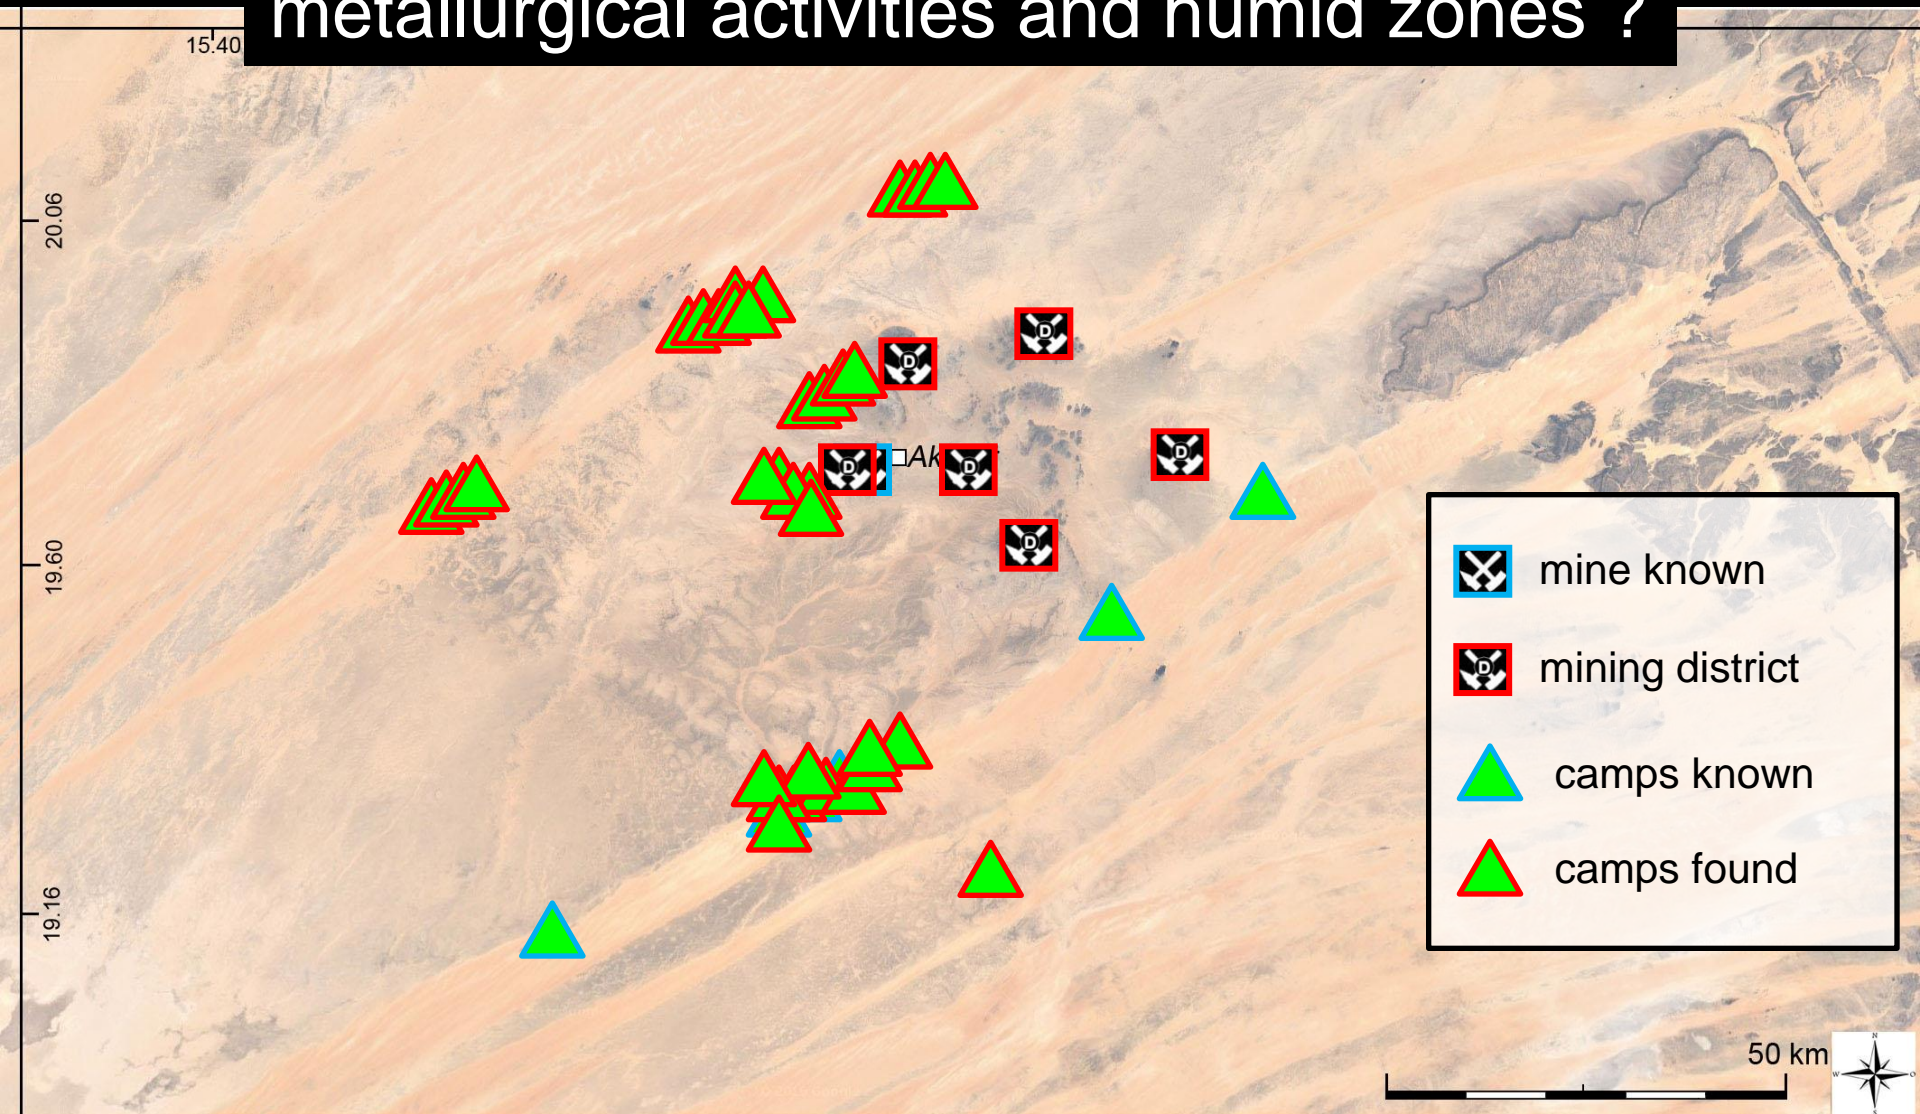 metallurgical activities and humid zones ?
15.40
20.06
19.60
19.16
D
D
D
D
D
D
mine known
D
mining district
camps known
camps found
50 km
N
W
O
S